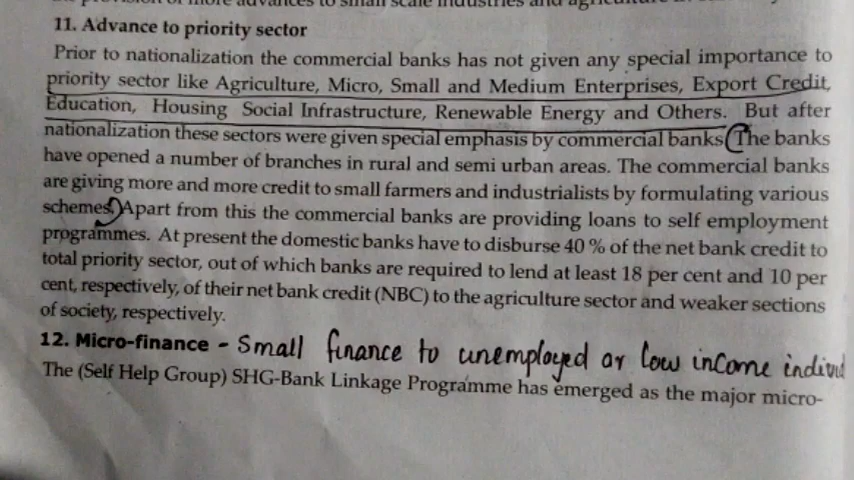 11. Advance to priority sector
Prior to nationalization the commercial banks has not given any special importance to
priority sector like Agriculture, Micro, Small and Medium Enterprises, Export Credit,
Education, Housing Social Infrastructure, Renewable Energy and Others. But after
nationalization these sectors were given special emphasis by commercial banks. The banks
have opened a number of branches in rural and semi urban areas. The commercial banks
are giving more and more credit to small farmers and industrialists by formulating various
schemes. Apart from this the commercial banks are providing loans to self employment
programmes. At present the domestic banks have to disburse 40 % of the net bank credit to
total priority sector, out of which banks are required to lend at least 18 per cent and 10 per
cent, respectively, of their net bank credit (NBC) to the agriculture sector and weaker sections
of society, respectively.
12. Micro-finance - Small finance to unemployed or low income individ
The (Self Help Group) SHG-Bank Linkage Programme has emerged as the major micro-